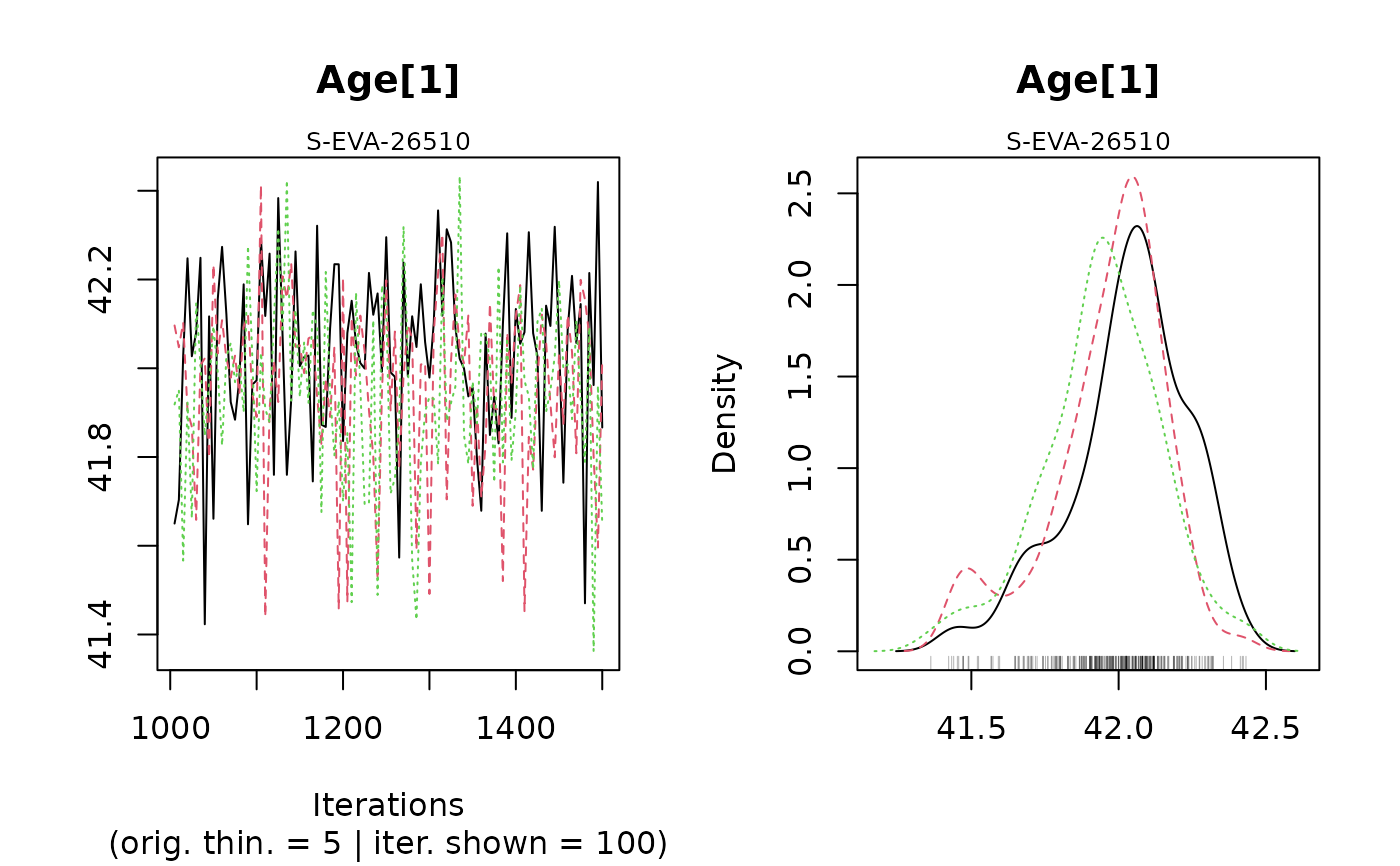 Age[1]
S-EVA-26510
42.2
41.8
41.4
1000 1200 1400
Iterations
(orig. thin. = 5 | iter. shown = 100)
Age[1]
S-EVA-26510
Density
2.5
2.0
1.5
1.0
0.5
0.0
41.5 42.0 42.5